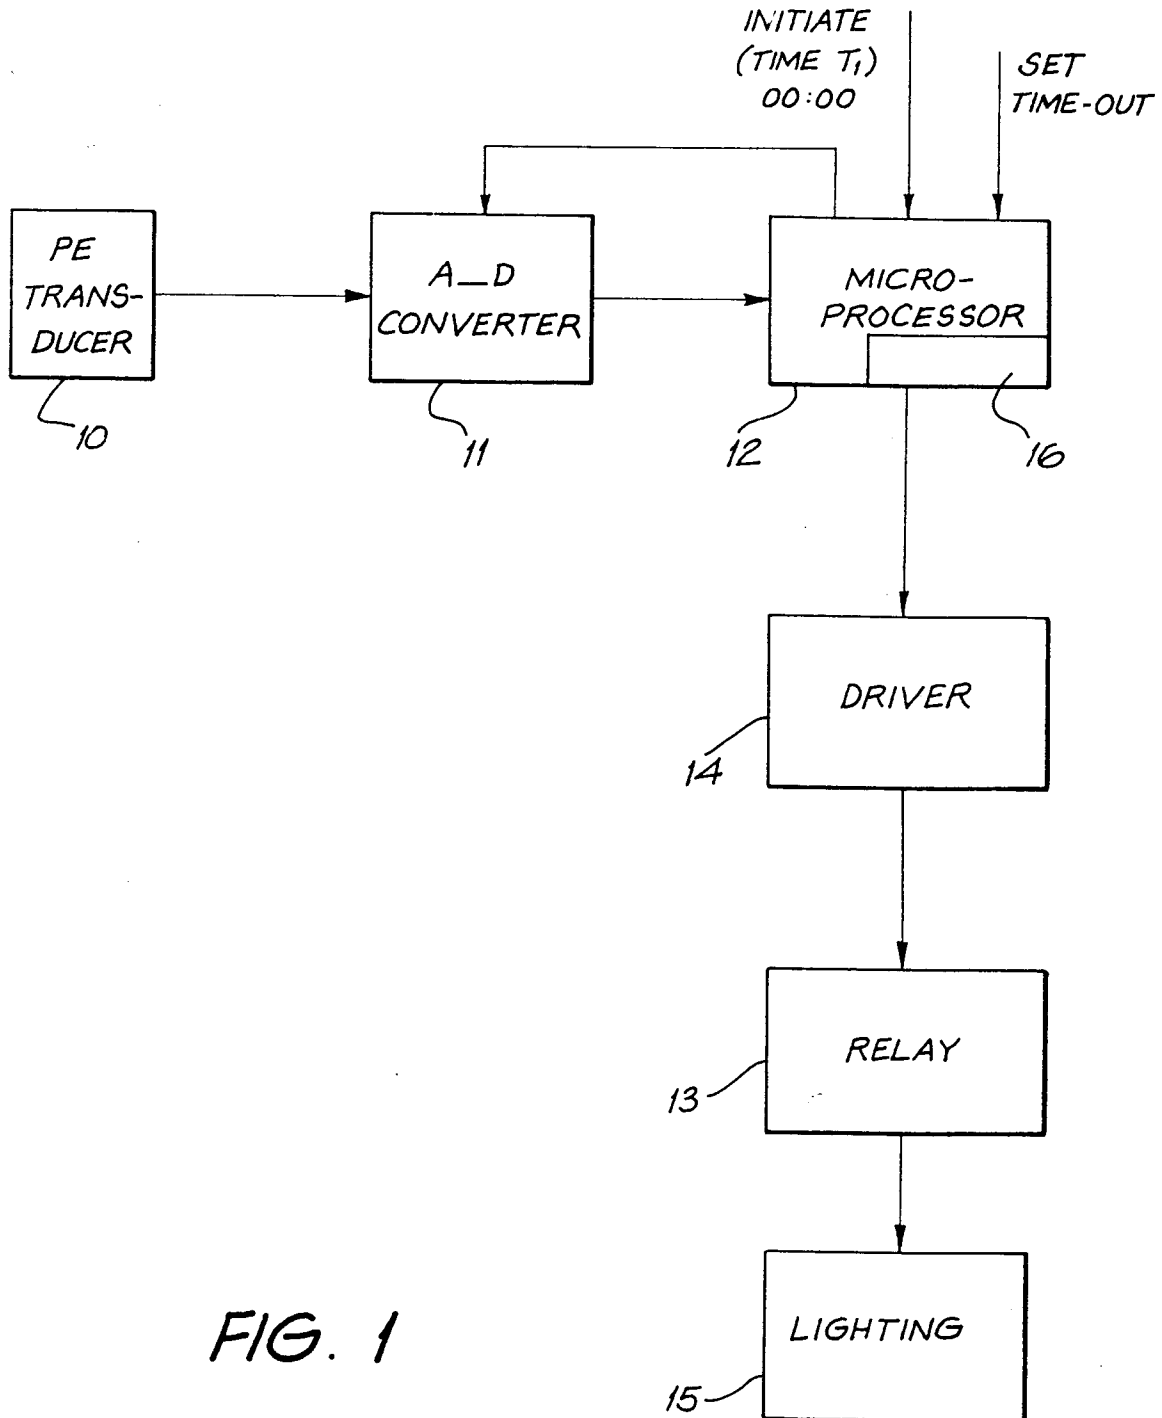 INITIATE
(TIME T₁)
00:00
SET
TIME-OUT
PE
TRANS-
DUCER
A_D
CONVERTER
MICRO-
PROCESSOR
10
11
12
16
DRIVER
14
RELAY
13
LIGHTING
15
FIG. 1